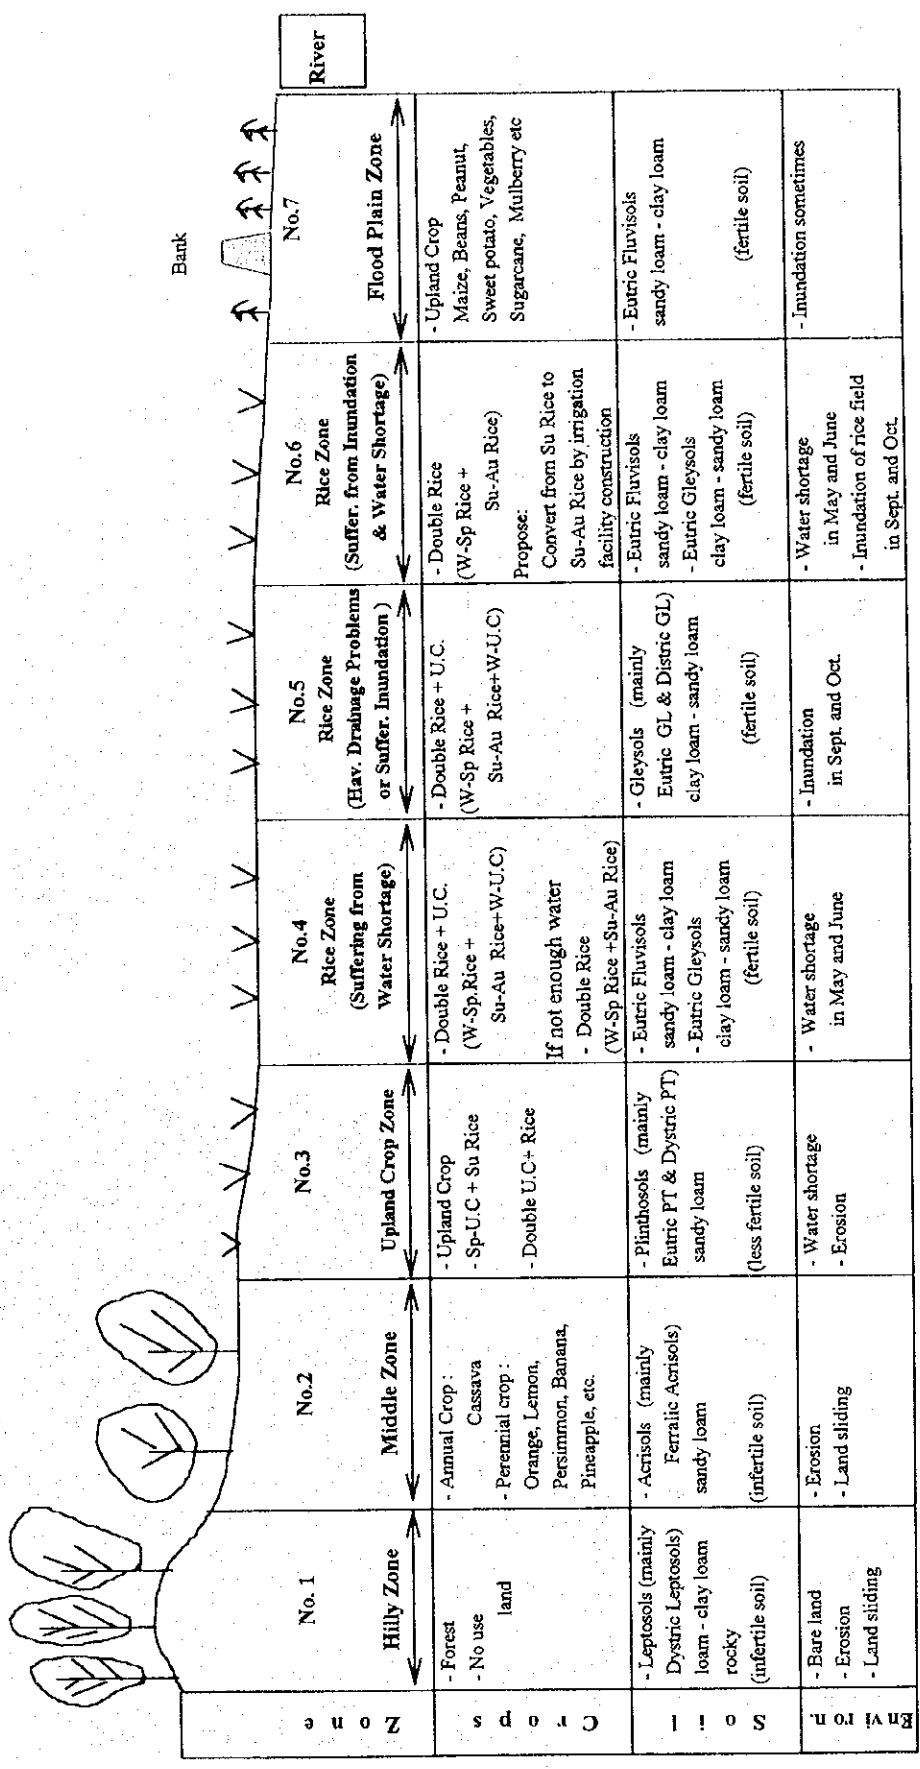 River
Bank
Zone
No. 1
Hilly Zone
No.2
Middle Zone
No.3
Upland Crop Zone
No.4
Rice Zone
(Suffering from
Water Shortage)
No.5
Rice Zone
(Hav. Drainage Problems
or Suffer. Inundation )
No.6
Rice Zone
(Suffer. from Inundation
& Water Shortage)
No.7
Flood Plain Zone
Crops
- Forest
- No use
land
- Annual Crop :
Cassava
- Perennial crop :
Orange, Lemon,
Persimmon, Banana,
Pineapple, etc.
- Upland Crop
- Sp-U.C + Su Rice
- Double U.C+ Rice
- Double Rice + U.C.
(W-Sp.Rice +
Su-Au Rice+W-U.C)
If not enough water
- Double Rice
(W-Sp Rice +Su-Au Rice)
- Double Rice + U.C.
(W-Sp Rice +
Su-Au Rice+W-U.C)
- Double Rice
(W-Sp Rice +
Su-Au Rice)
Propose:
Convert from Su Rice to
Su-Au Rice by irrigation
facility construction
- Upland Crop
Maize, Beans, Peanut,
Sweet potato, Vegetables,
Sugarcane, Mulberry etc
Soil
- Leptosols (mainly
Dystric Leptosols)
loam - clay loam
rocky
(infertile soil)
- Acrisols (mainly
Ferralic Acrisols)
sandy loam
(infertile soil)
- Plinthosols (mainly
Eutric PT & Dystric PT)
sandy loam
(less fertile soil)
- Eutric Fluvisols
sandy loam - clay loam
- Eutric Gleysols
clay loam - sandy loam
(fertile soil)
- Gleysols (mainly
Eutric GL & Distric GL)
clay loam - sandy loam
(fertile soil)
- Eutric Fluvisols
sandy loam - clay loam
- Eutric Gleysols
clay loam - sandy loam
(fertile soil)
- Eutric Fluvisols
sandy loam - clay loam
(fertile soil)
Environ.
- Bare land
- Erosion
- Land sliding
- Erosion
- Land sliding
- Water shortage
- Erosion
- Water shortage
in May and June
- Inundation
in Sept. and Oct.
- Water shortage
in May and June
- Inundation of rice field
in Sept. and Oct.
- Inundation sometimes